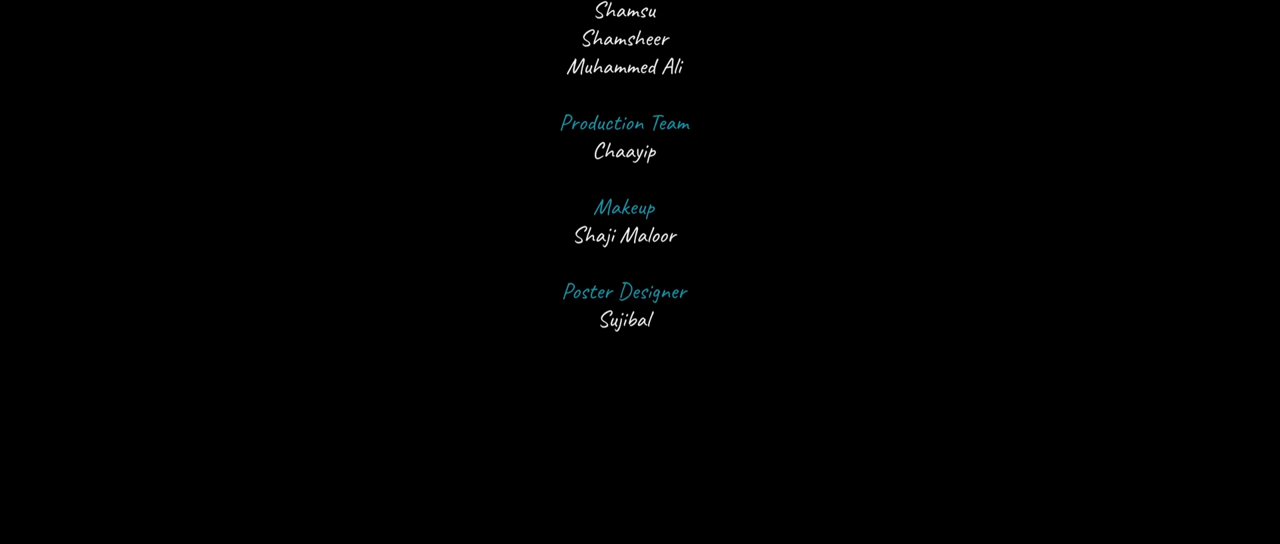 Shamsu
Shamsheer
Muhammed Ali
Production Team
Chaayip
Makeup
Shaji Maloor
Poster Designer
Sujibal